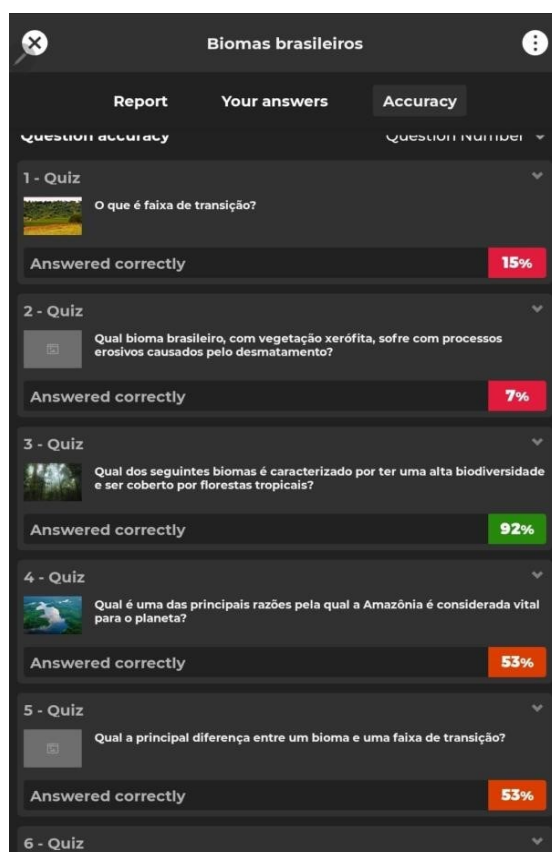 Biomas brasileiros
Report Your answers Accuracy
Question accuracy Question Number
1 - Quiz
O que é faixa de transição?
Answered correctly 15%
2 - Quiz
Qual bioma brasileiro, com vegetação xerófita, sofre com processos
erosivos causados pelo desmatamento?
Answered correctly 7%
3 - Quiz
Qual dos seguintes biomas é caracterizado por ter uma alta biodiversidade
e ser coberto por florestas tropicais?
Answered correctly 92%
4 - Quiz
Qual é uma das principais razões pela qual a Amazônia é considerada vital
para o planeta?
Answered correctly 53%
5 - Quiz
Qual a principal diferença entre um bioma e uma faixa de transição?
Answered correctly 53%
6 - Quiz